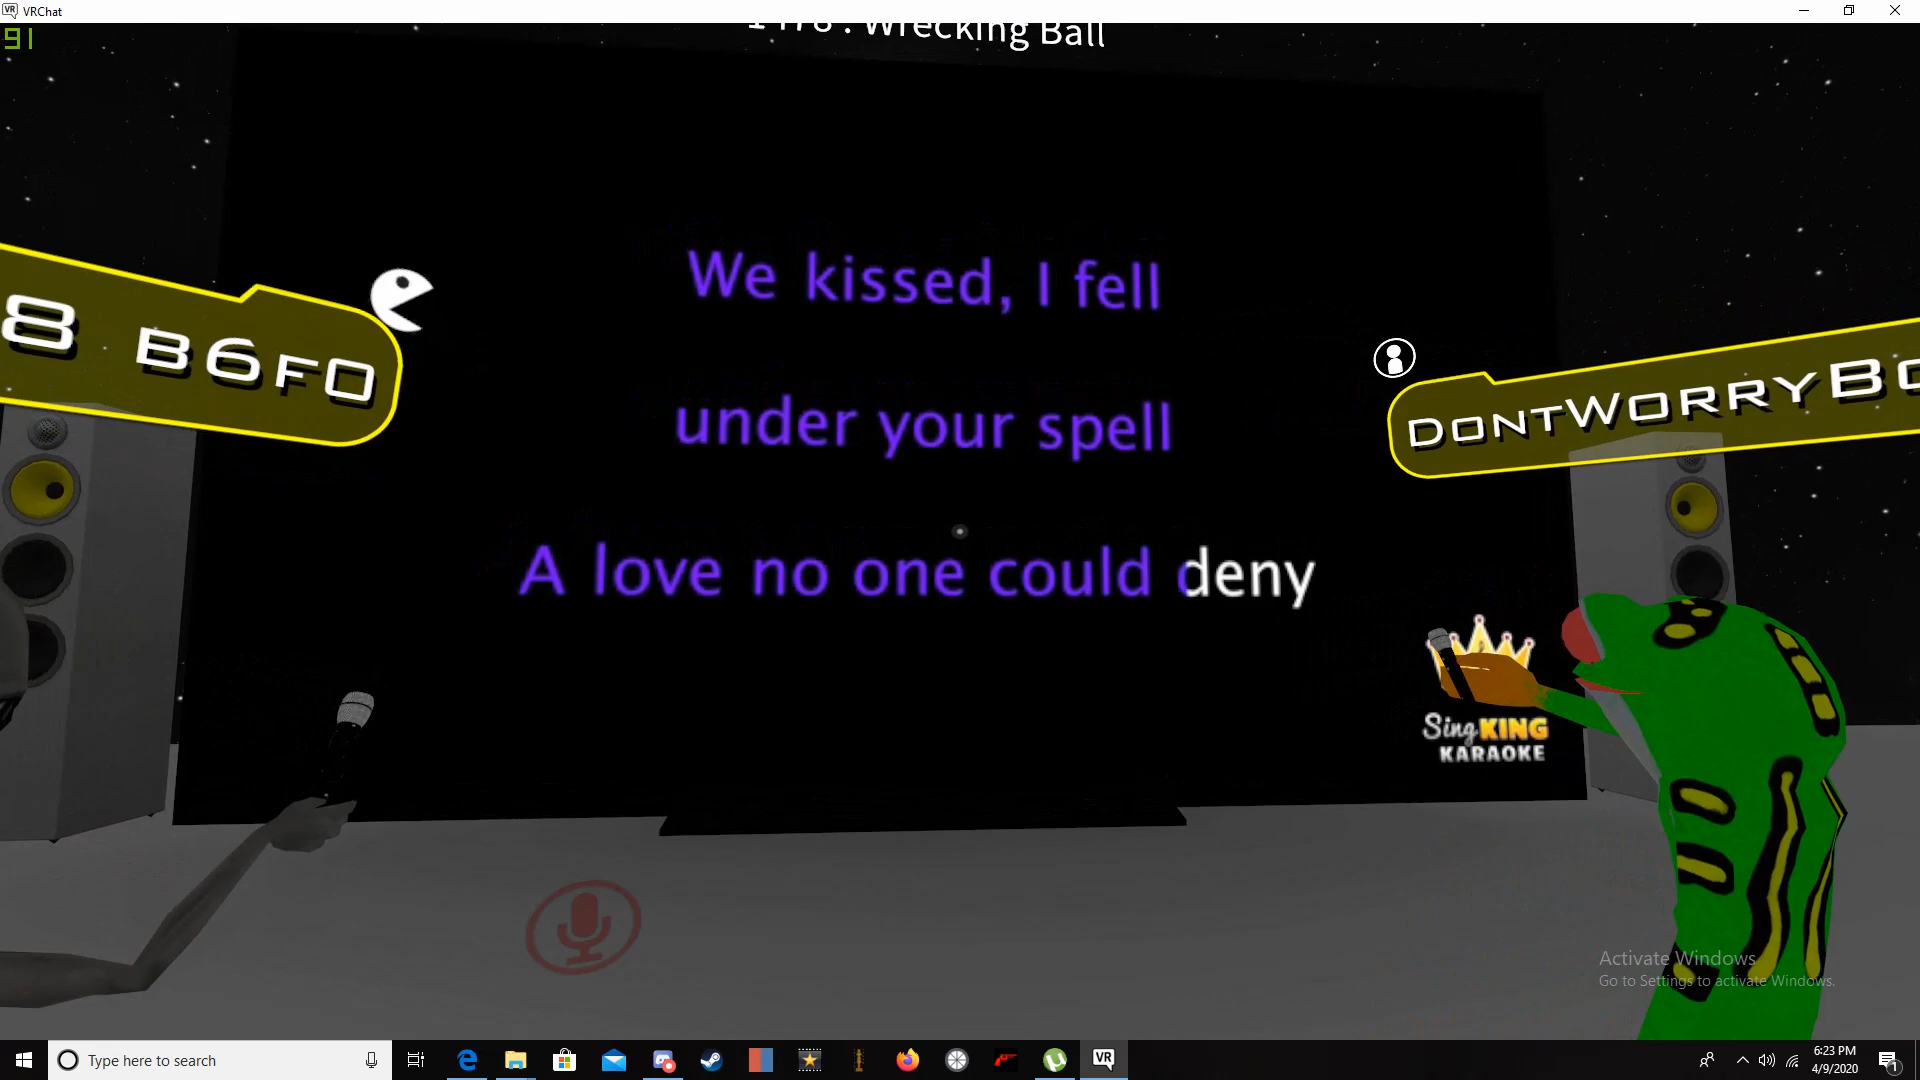 VRChat
91
: Wrecking Ball
We kissed, I fell
8 B6F0
DONTWORRYB
under your spell
A love no one could deny
Sing KING
KARAOKE
Activate Windows
Go to Settings to activate Windows.
Type here to search
VR
6:23 PM
4/9/2020
1